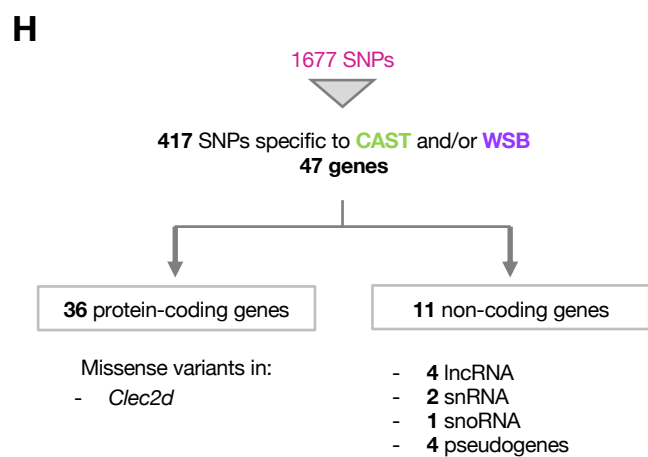 H
1677 SNPs
417 SNPs specific to CAST and/or WSB
47 genes
36 protein-coding genes
11 non-coding genes
Missense variants in:
- Clec2d
- 4 lncRNA
- 2 snRNA
- 1 snoRNA
- 4 pseudogenes